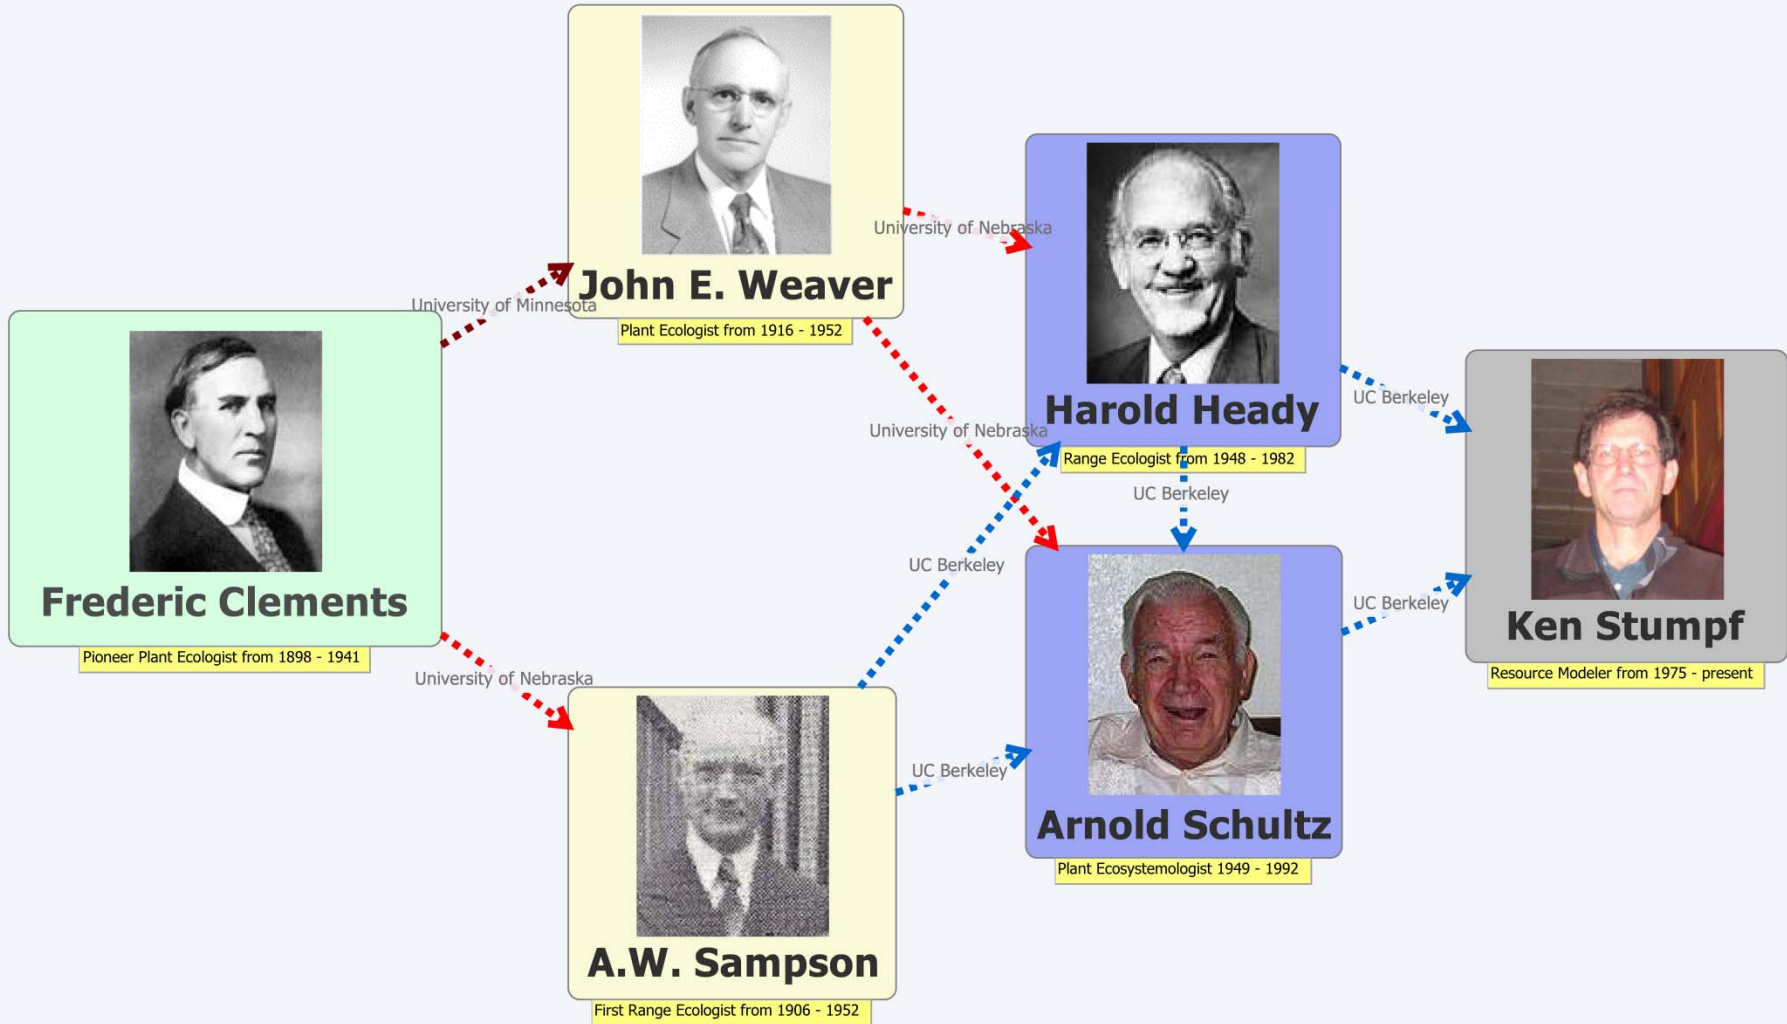 John E. Weaver
Plant Ecologist from 1916 - 1952
University of Minnesota
University of Nebraska
Harold Heady
Range Ecologist from 1948 - 1982
University of Nebraska
UC Berkeley
UC Berkeley
Frederic Clements
Pioneer Plant Ecologist from 1898 - 1941
University of Nebraska
UC Berkeley
UC Berkeley
Ken Stumpf
Resource Modeler from 1975 - present
UC Berkeley
Arnold Schultz
Plant Ecosystemologist 1949 - 1992
A.W. Sampson
First Range Ecologist from 1906 - 1952